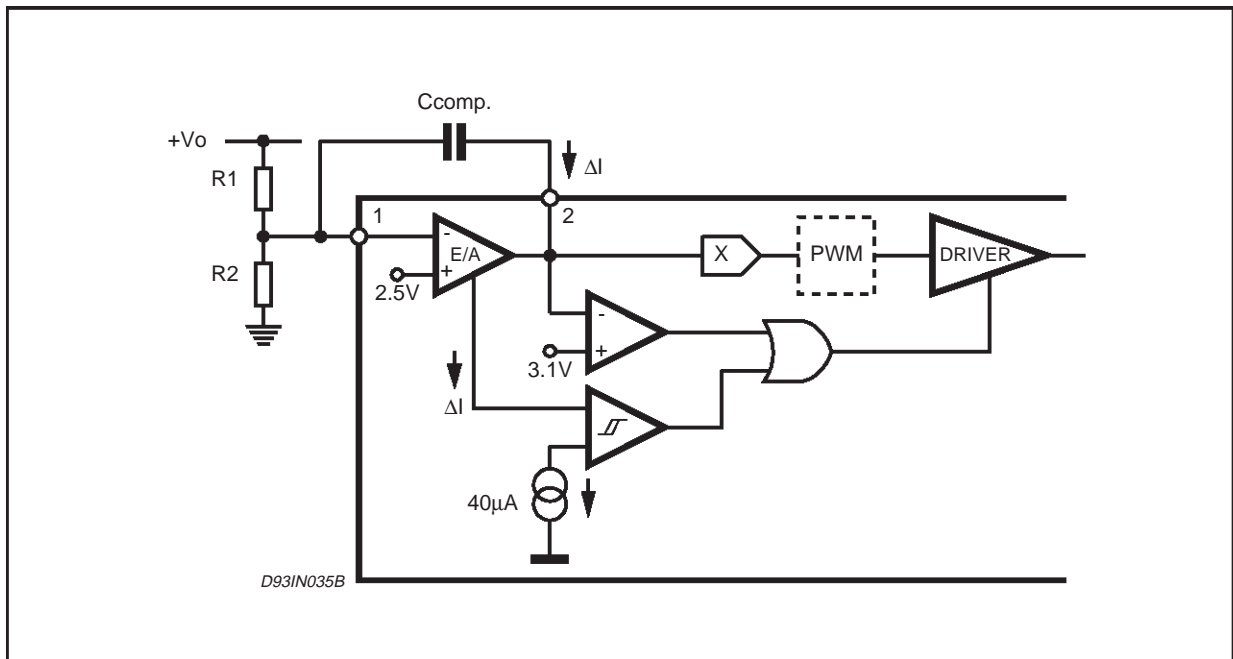 Ccomp.
+Vo
ΔI
R1
1
2
-
E/A
+
X
PWM
DRIVER
R2
2.5V
-
+
3.1V
ΔI
40μA
D93IN035B